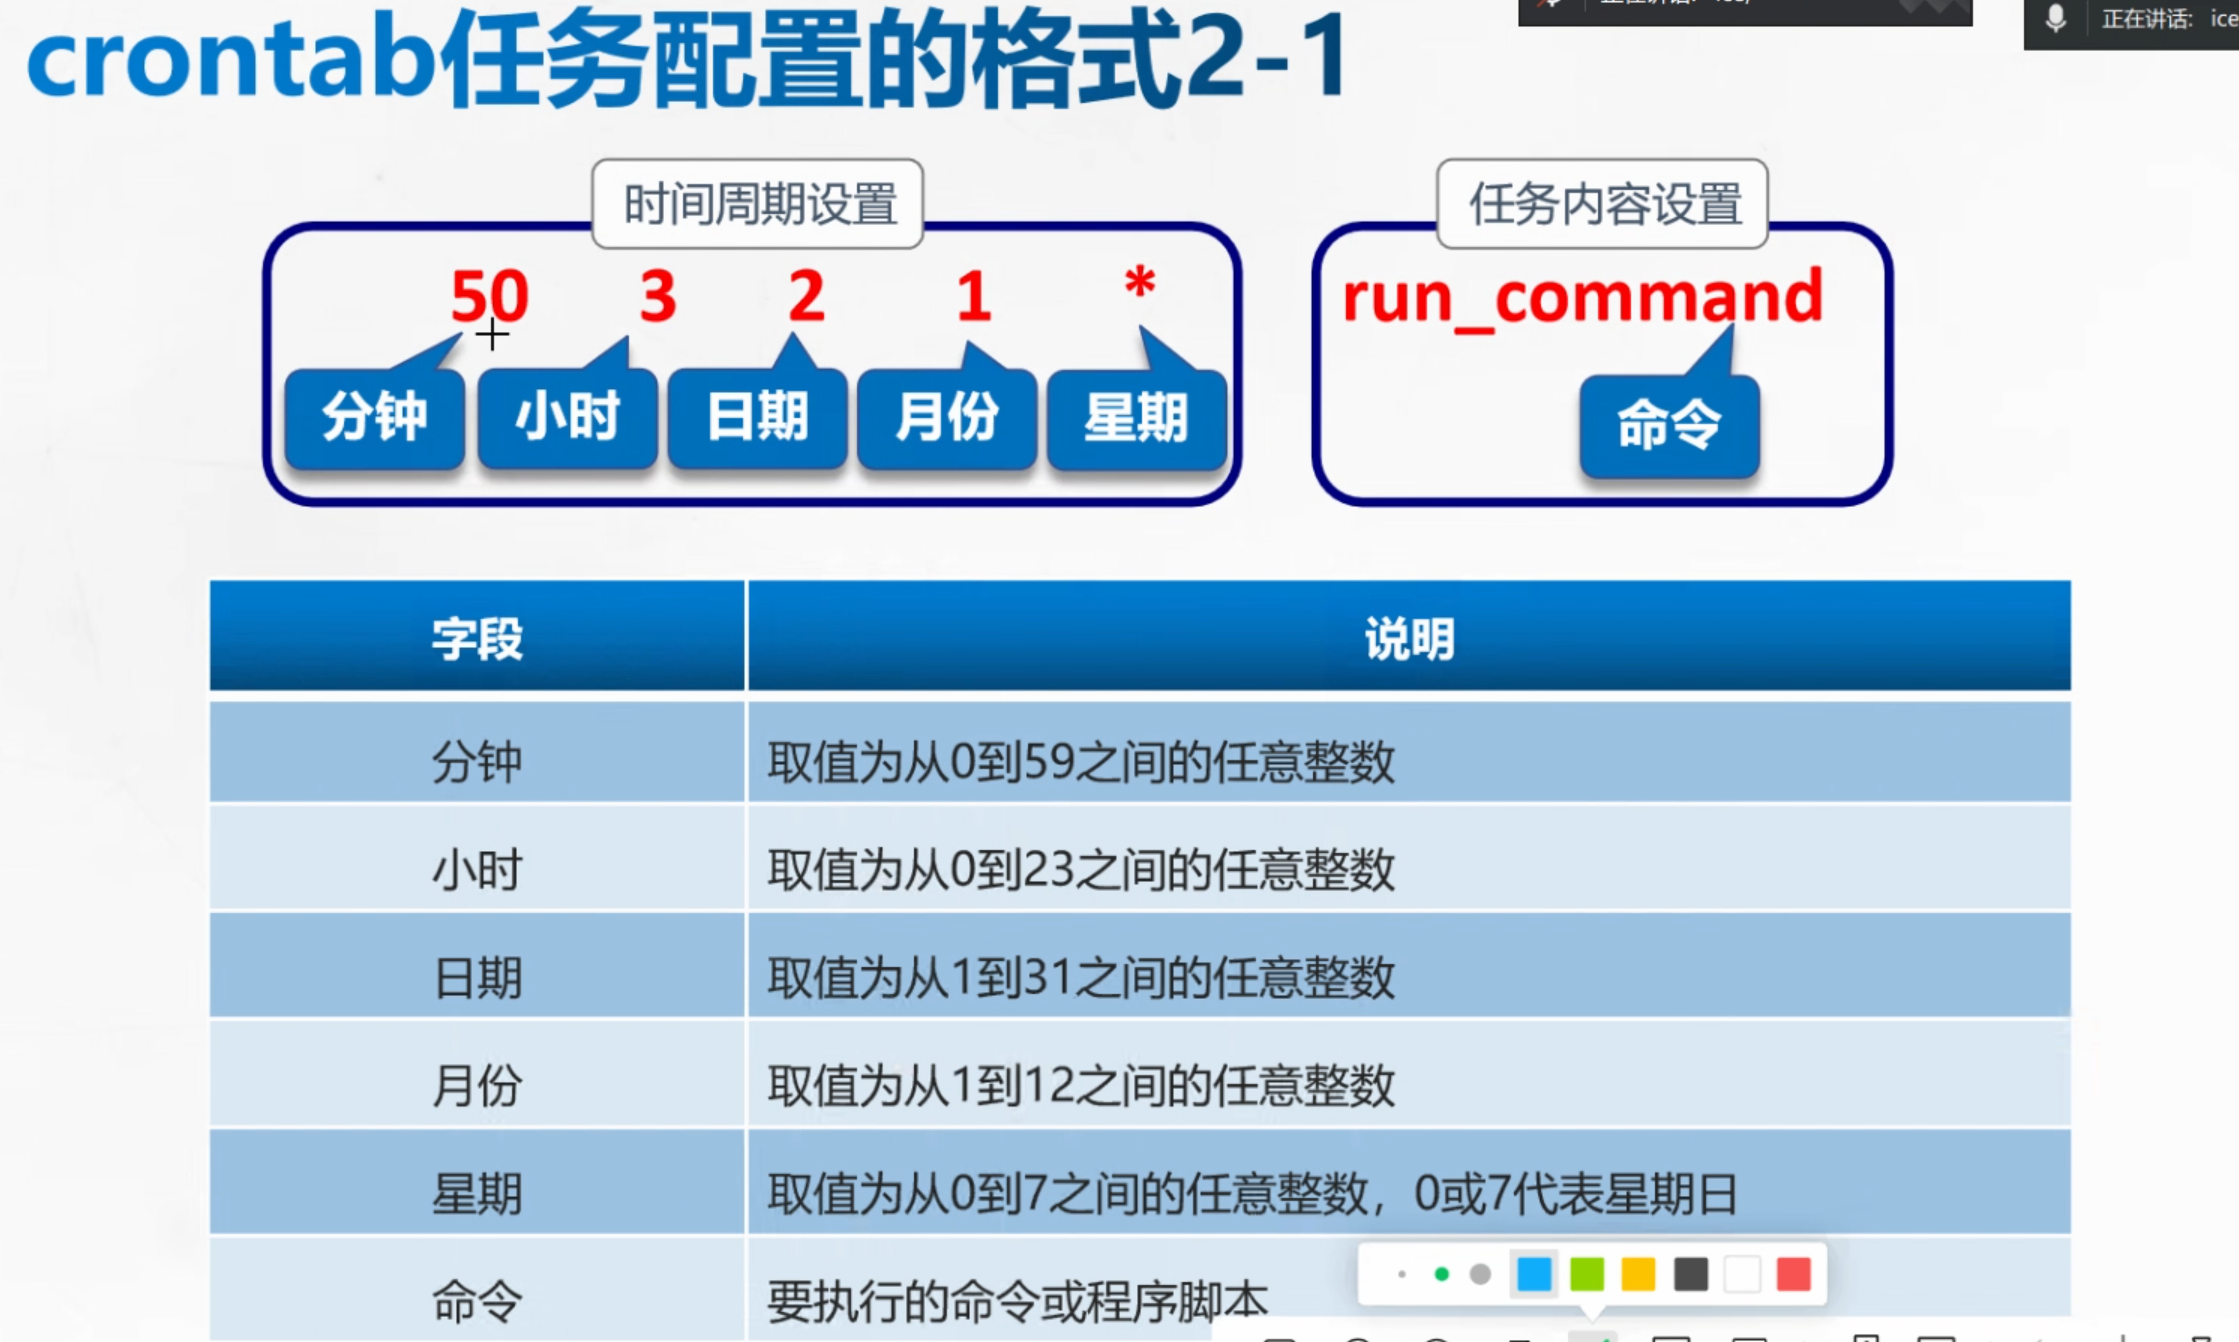 crontab任务配置的格式2-1
正在讲话: ice
时间周期设置
任务内容设置
50 3 2 1 *
run_command
分钟 小时 日期 月份 星期
命令
字段 说明
分钟 取值为从0到59之间的任意整数
小时 取值为从0到23之间的任意整数
日期 取值为从1到31之间的任意整数
月份 取值为从1到12之间的任意整数
星期 取值为从0到7之间的任意整数，0或7代表星期日
命令 要执行的命令或程序脚本